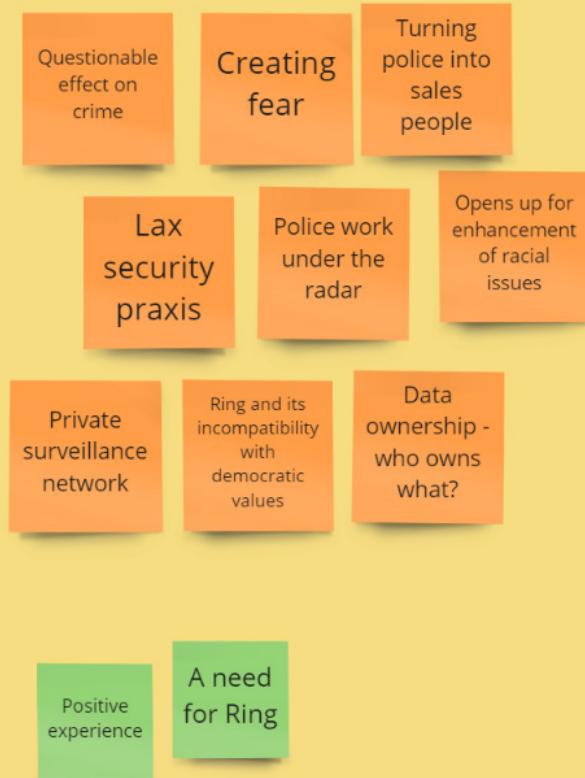 Questionable
effect on
crime
Creating
fear
Turning
police into
sales
people
Lax
security
praxis
Police work
under the
radar
Opens up for
enhancement
of racial
issues
Private
surveillance
network
Ring and its
incompatibility
with
democratic
values
Data
ownership -
who owns
what?
Positive
experience
A need
for Ring